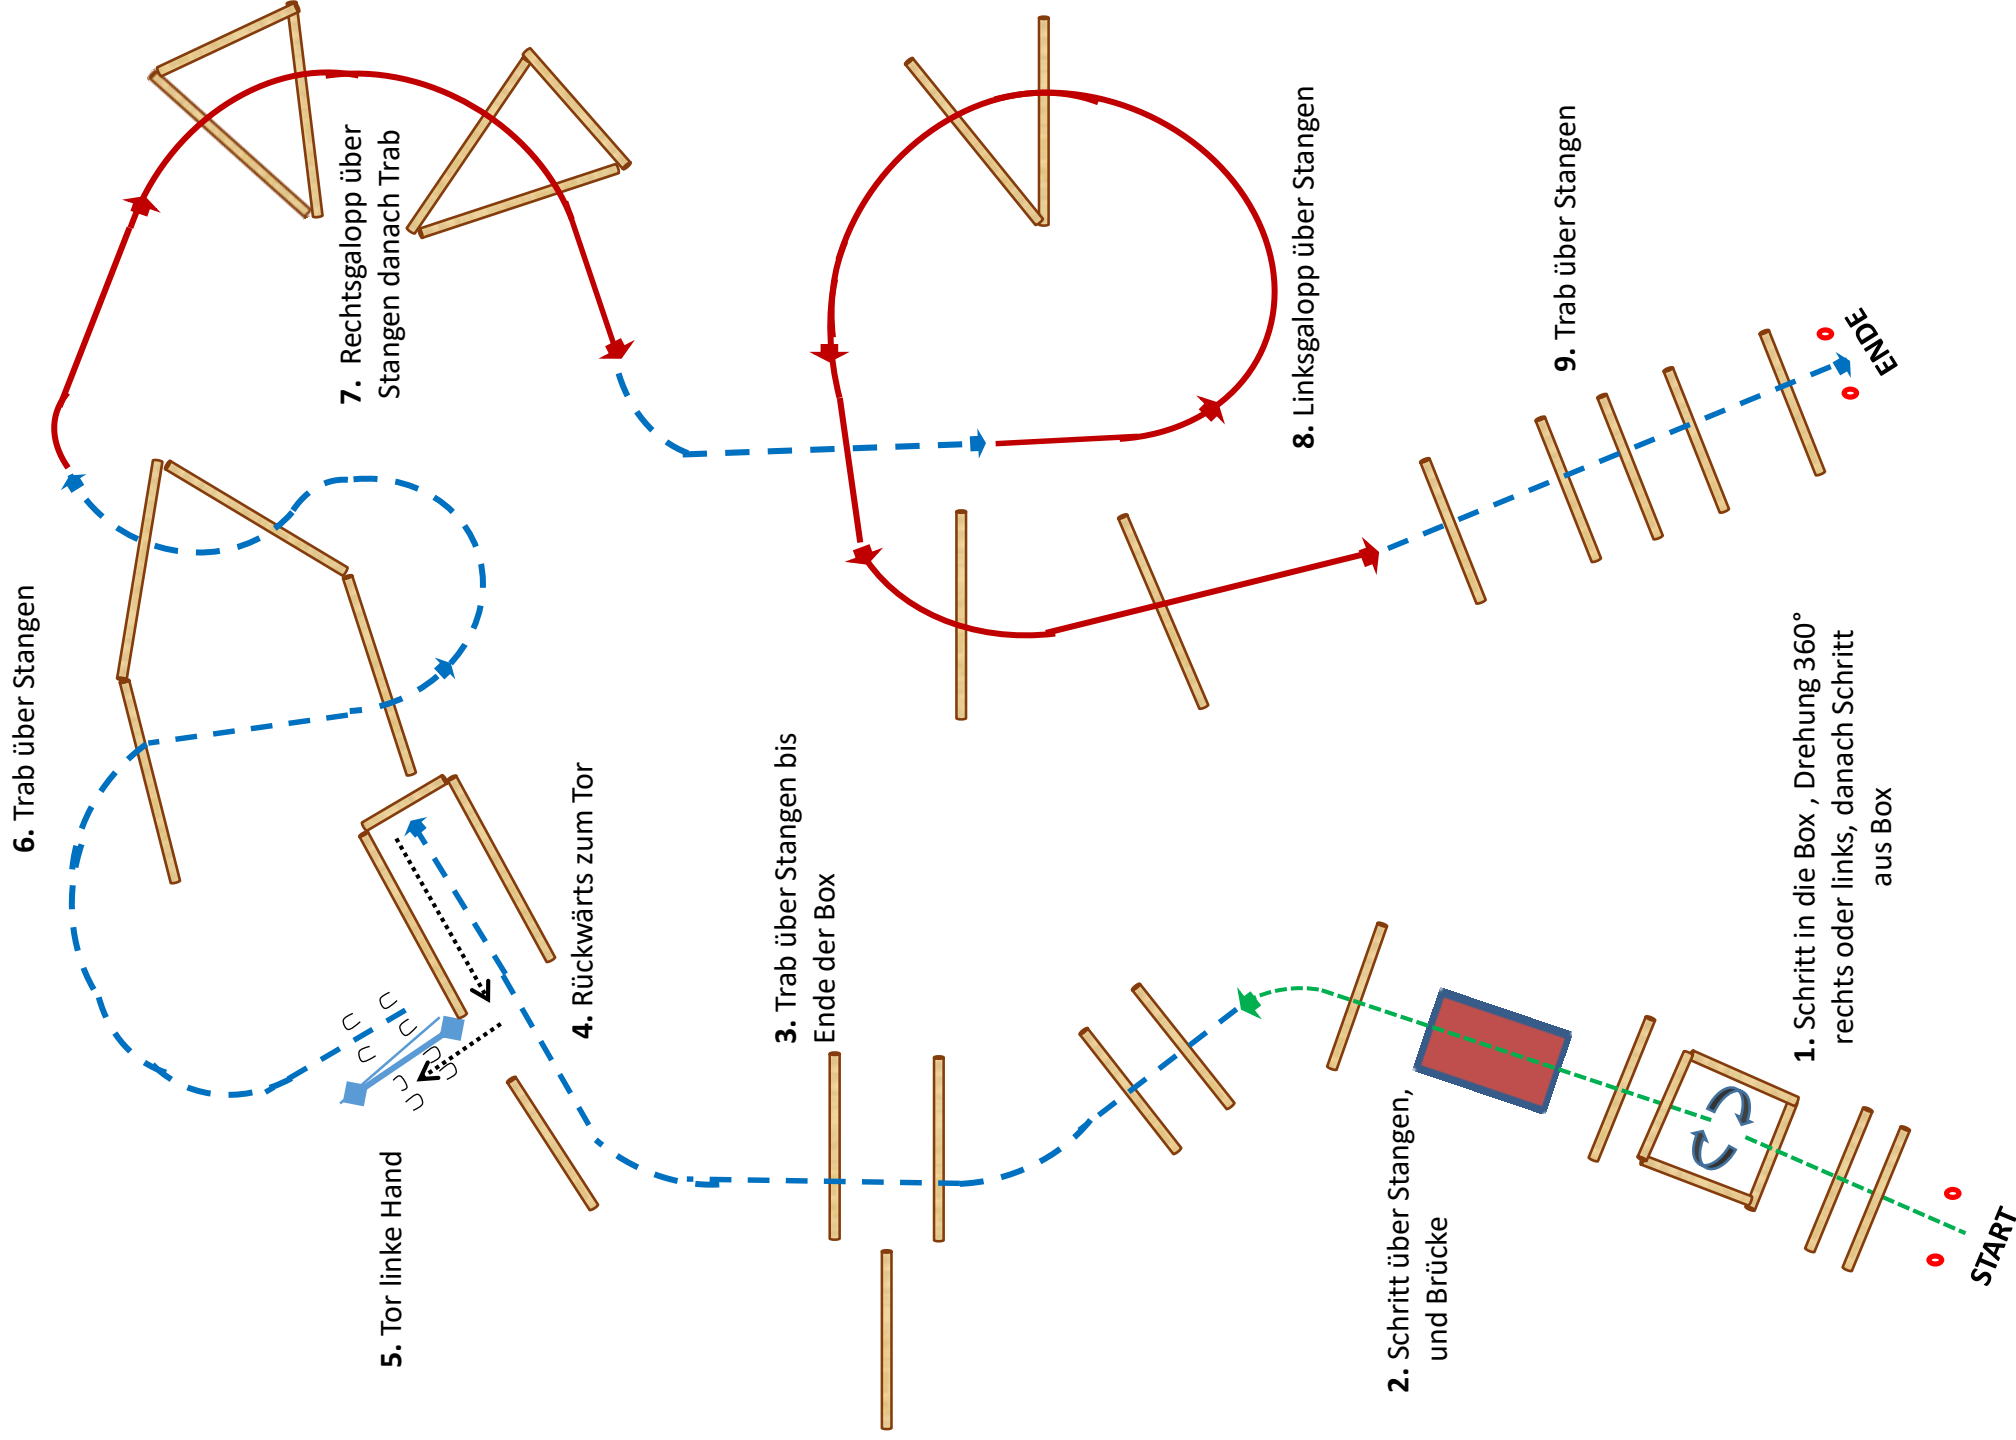 START
1. Schritt in die Box , Drehung 360°
rechts oder links, danach Schritt
aus Box
2. Schritt über Stangen,
und Brücke
3. Trab über Stangen bis
Ende der Box
4. Rückwärts zum Tor
5. Tor linke Hand
6. Trab über Stangen
7. Rechtsgalopp über
Stangen danach Trab
8. Linksgalopp über Stangen
9. Trab über Stangen
ENDE